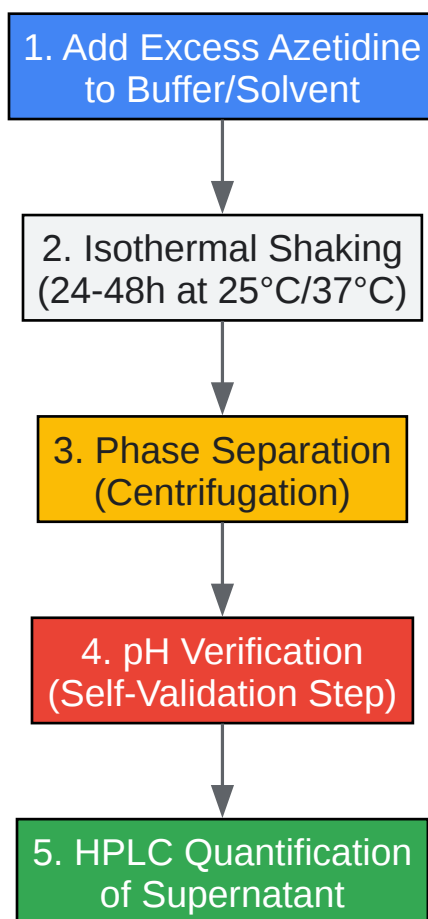 1. Add Excess Azetidine
to Buffer/Solvent
2. Isothermal Shaking
(24-48h at 25°C/37°C)
3. Phase Separation
(Centrifugation)
4. pH Verification
(Self-Validation Step)
5. HPLC Quantification
of Supernatant